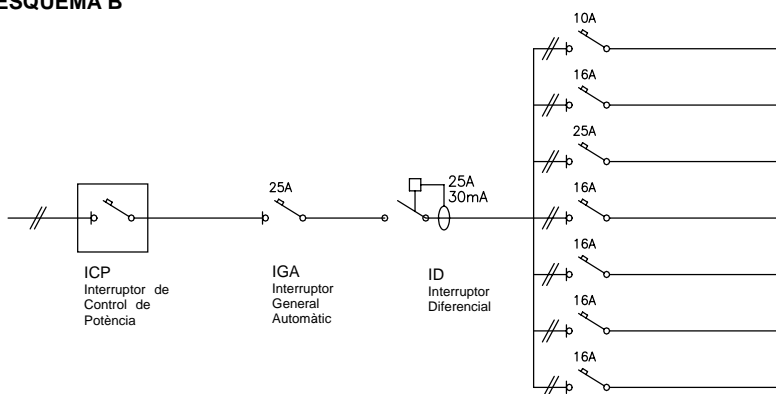 ESQUEMA B
10A
16A
25A
16A
16A
16A
16A
25A
25A
30mA
ICP
Interruptor de
Control de
Potència
IGA
Interruptor
General
Automàtic
ID
Interruptor
Diferencial